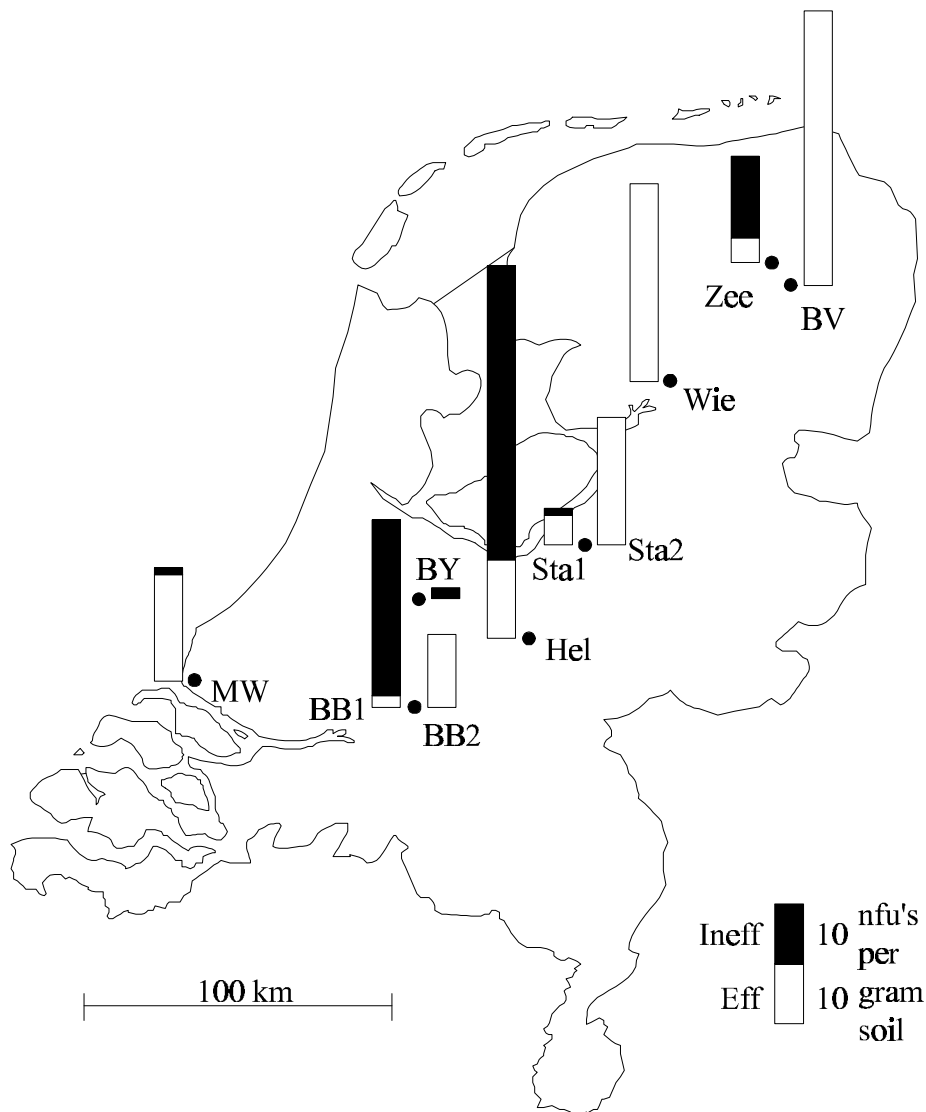 Zee
BV
Wie
Sta1
Sta2
BY
Hel
MW
BB1
BB2
Ineff 10 nfu's
per
Eff 10 gram
soil
100 km